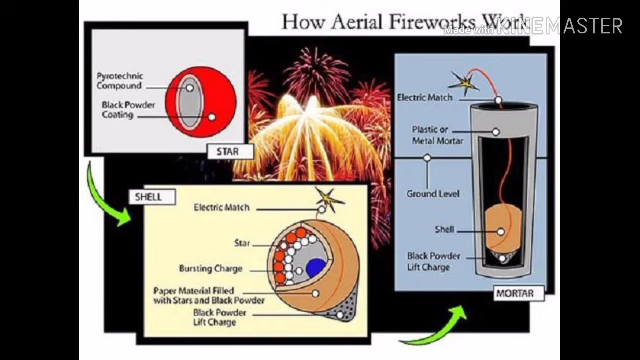 How Aerial Fireworks Work
Made with KINEMASTER
Pyrotechnic
Compound
Black Powder
Coating
STAR
SHELL
Electric Match
Star
Bursting Charge
Paper Material Filled
with Stars and Black Powder
Black Powder
Lift Charge
Electric Match
Plastic or
Metal Mortar
Ground Level
Shell
Black Powder
Lift Charge
MORTAR